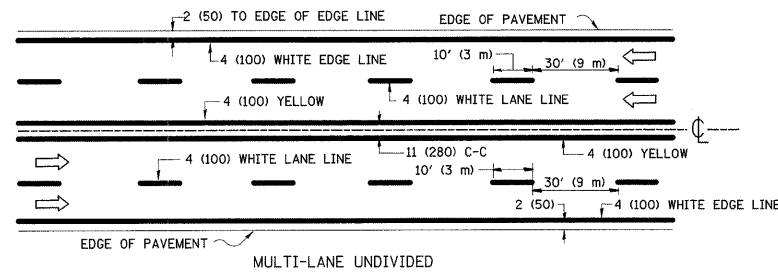 2 (50) TO EDGE OF EDGE LINE
EDGE OF PAVEMENT
4 (100) WHITE EDGE LINE
10' (3 m)
30' (9 m)
4 (100) YELLOW
4 (100) WHITE LANE LINE
℄
4 (100) WHITE LANE LINE
11 (280) C-C
4 (100) YELLOW
10' (3 m)
30' (9 m)
2 (50)
4 (100) WHITE EDGE LINE
EDGE OF PAVEMENT
MULTI-LANE UNDIVIDED